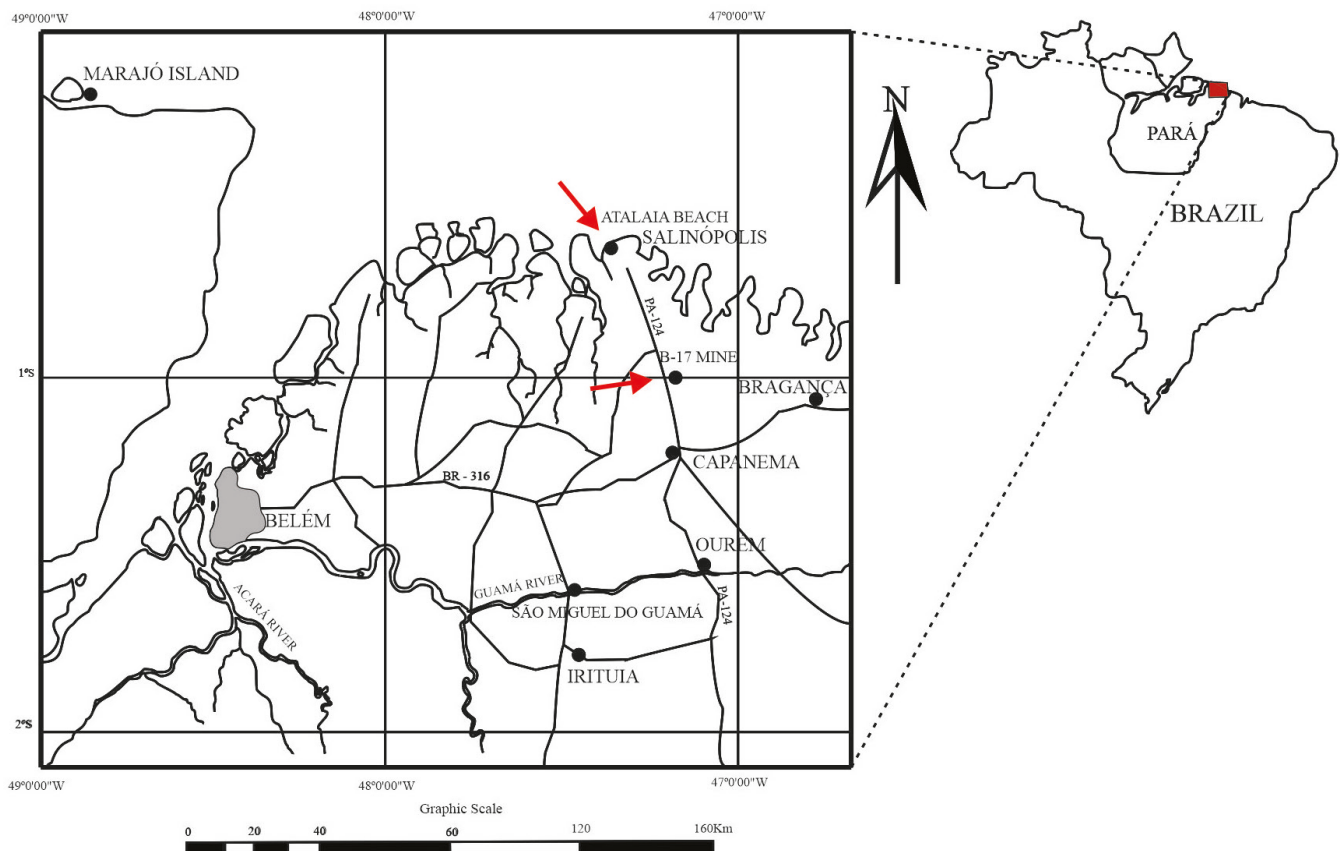 49°0'00"W
48°0'00"W
47°0'00"W
MARAJÓ ISLAND
N
PARÁ
BRAZIL
ATALAIA BEACH
SALINÓPOLIS
PA-124
B-17 MINE
1°S
BRAGANÇA
CAPANEMA
BR - 316
BELÉM
OURÉM
GUAMÁ RIVER
ACARÁ RIVER
SÃO MIGUEL DO GUAMÁ
PA-124
IRITUIA
2°S
49°0'00"W
48°0'00"W
47°0'00"W
Graphic Scale
0 20 40 60 120 160Km